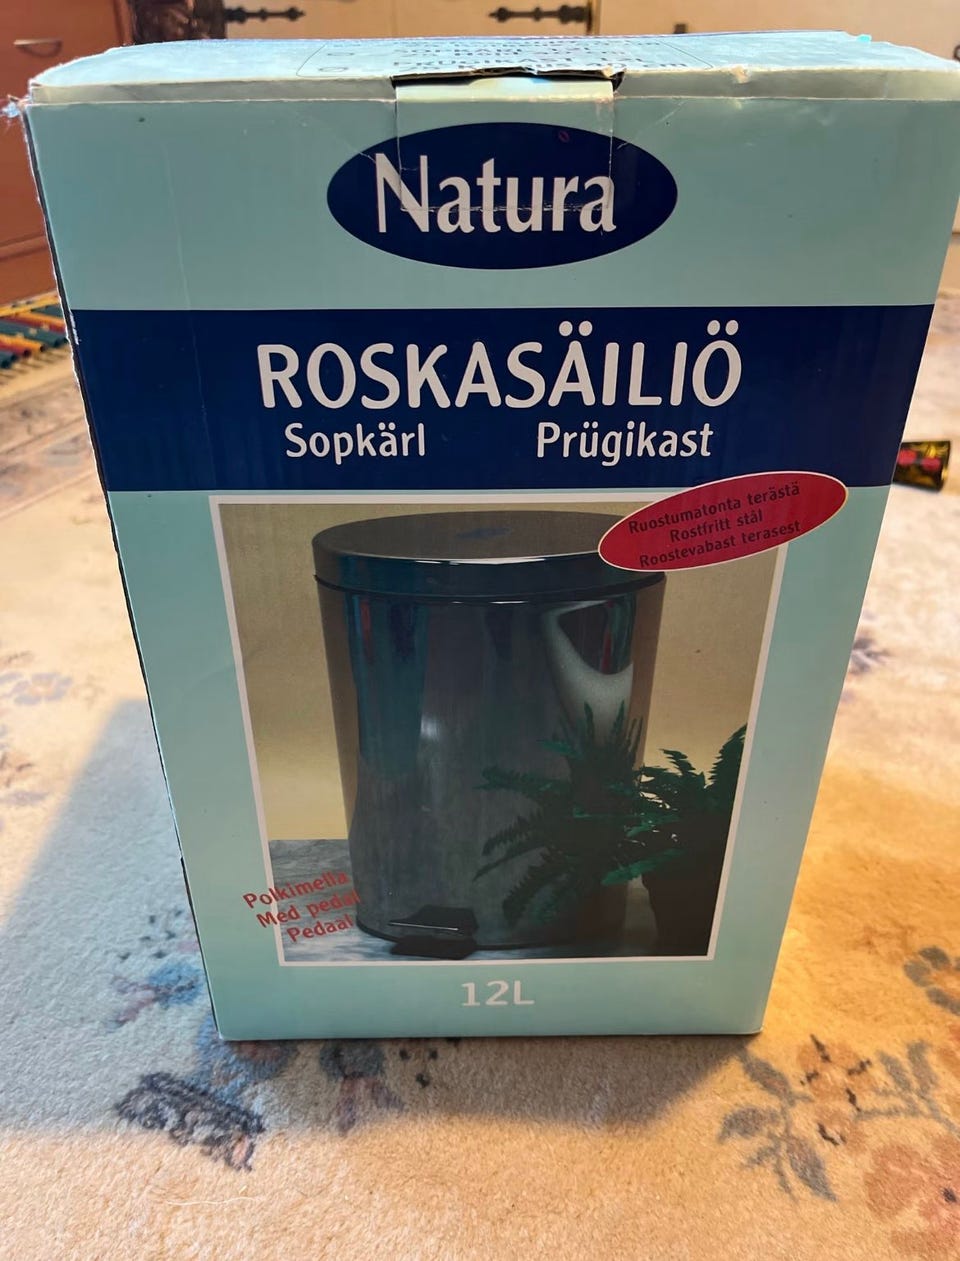 Natura
ROSKASÄILIÖ
Sopkärl Prügikast
Ruostumatonta terästä
Rostfritt stål
Roostevabast terasest
Polkimella
Med pedal
Pedaal
12L